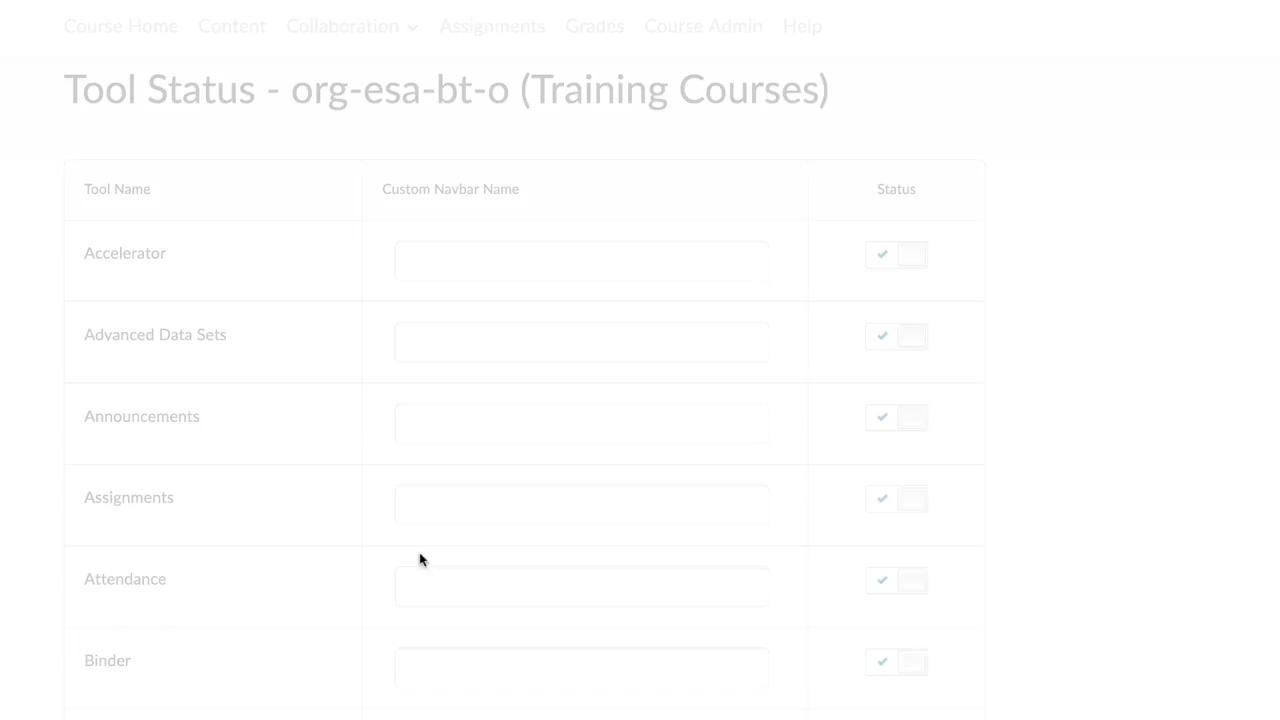 Course Home Content Collaboration Assignments Grades Course Admin Help
Tool Status - org-esa-bt-o (Training Courses)
Tool Name Custom Navbar Name Status
Accelerator
Advanced Data Sets
Announcements
Assignments
Attendance
Binder